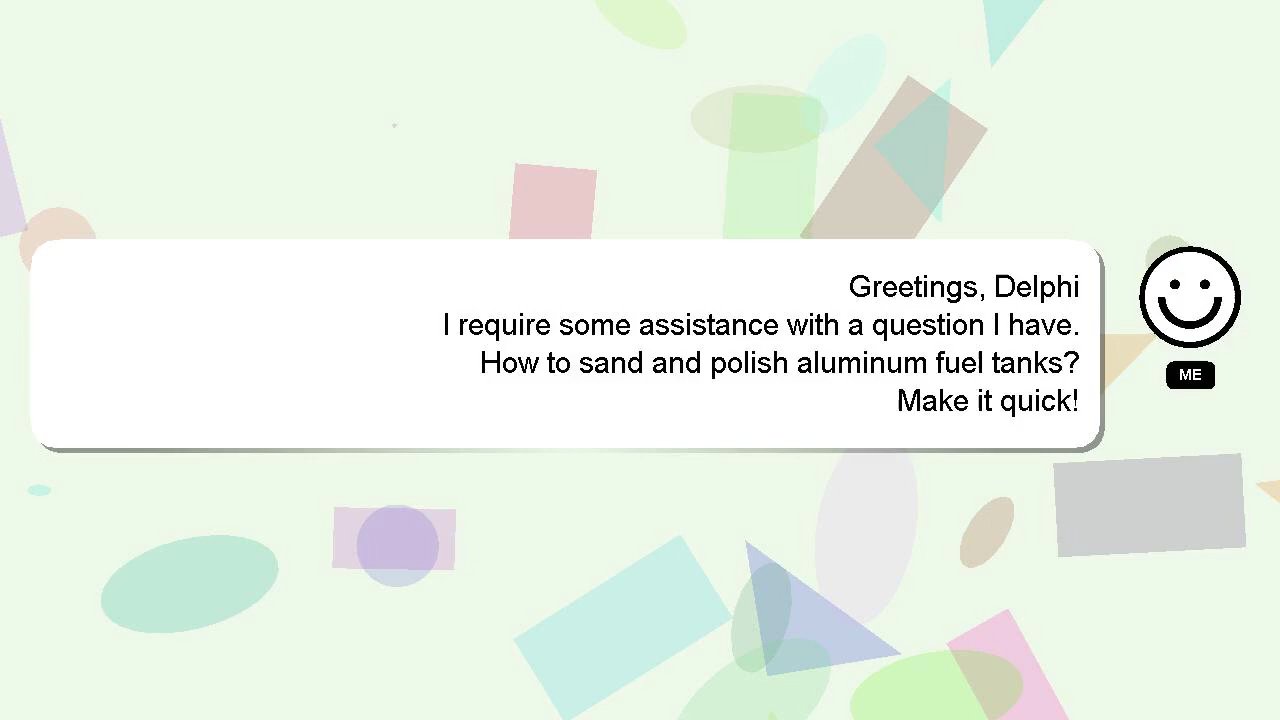 Greetings, Delphi
I require some assistance with a question I have.
How to sand and polish aluminum fuel tanks?
Make it quick!
ME